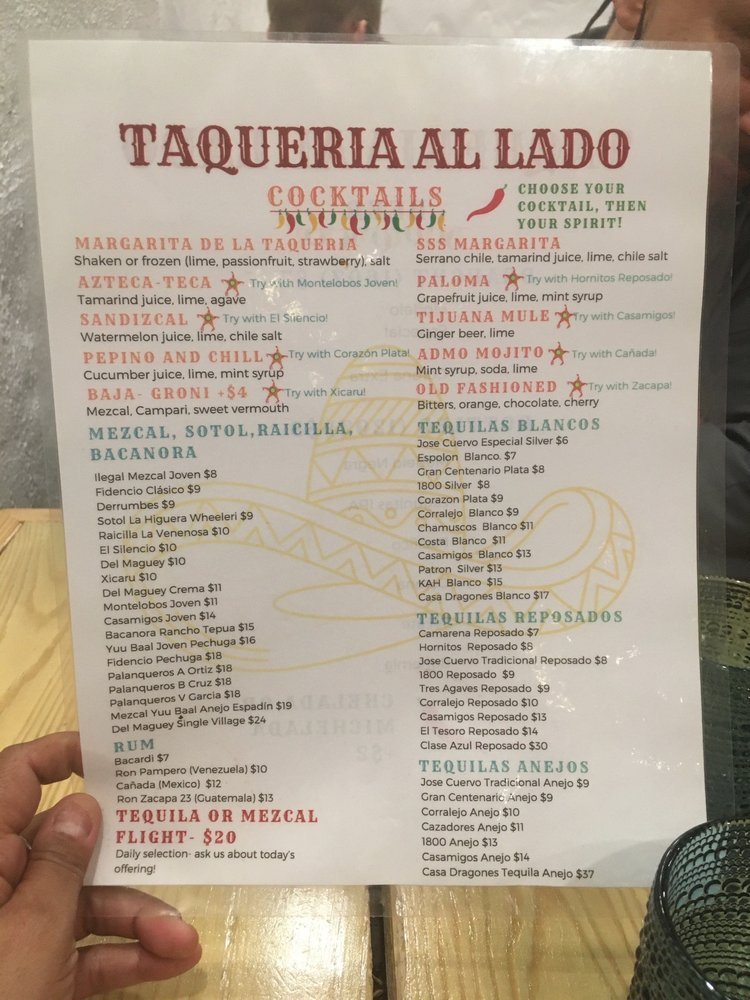 TAQUERIA AL LADO
COCKTAILS
CHOOSE YOUR
COCKTAIL, THEN
YOUR SPIRIT!
MARGARITA DE LA TAQUERIA
Shaken or frozen (lime, passionfruit, strawberry), salt
AZTECA-TECA Try with Montelobos Joven!
Tamarind juice, lime, agave
SANDIZCAL Try with El Silencio!
Watermelon juice, lime, chile salt
PEPINO AND CHILL Try with Corazón Plata!
Cucumber juice, lime, mint syrup
BAJA- GRONI +$4 Try with Xicaru!
Mezcal, Campari, sweet vermouth
MEZCAL, SOTOL,RAICILLA,
BACANORA
Ilegal Mezcal Joven $8
Fidencio Clásico $9
Derrumbes $9
Sotol La Higuera Wheeleri $9
Raicilla La Venenosa $10
El Silencio $10
Del Maguey $10
Xicaru $10
Del Maguey Crema $11
Montelobos Joven $11
Casamigos Joven $14
Bacanora Rancho Tepua $15
Yuu Baal Joven Pechuga $16
Fidencio Pechuga $18
Palanqueros A Ortiz $18
Palanqueros B Cruz $18
Palanqueros V Garcia $18
Mezcal Yuu Baal Anejo Espadín $19
Del Maguey Single Village $24
RUM
Bacardi $7
Ron Pampero (Venezuela) $10
Cañada (Mexico) $12
Ron Zacapa 23 (Guatemala) $13
TEQUILA OR MEZCAL
FLIGHT- $20
Daily selection- ask us about today's
offering!
SSS MARGARITA
Serrano chile, tamarind juice, lime, chile salt
PALOMA Try with Hornitos Reposado!
Grapefruit juice, lime, mint syrup
TIJUANA MULE Try with Casamigos!
Ginger beer, lime
ADMO MOJITO Try with Cañada!
Mint syrup, soda, lime
OLD FASHIONED Try with Zacapa!
Bitters, orange, chocolate, cherry
TEQUILAS BLANCOS
Jose Cuervo Especial Silver $6
Espolon Blanco. $7
Gran Centenario Plata $8
1800 Silver $8
Corazon Plata $9
Corralejo Blanco $9
Chamuscos Blanco $11
Costa Blanco $11
Casamigos Blanco $13
Patron Silver $13
KAH Blanco $15
Casa Dragones Blanco $17
TEQUILAS REPOSADOS
Camarena Reposado $7
Hornitos Reposado $8
Jose Cuervo Tradicional Reposado $8
1800 Reposado $9
Tres Agaves Reposado $9
Corralejo Reposado $10
Casamigos Reposado $13
El Tesoro Reposado $14
Clase Azul Reposado $30
TEQUILAS ANEJOS
Jose Cuervo Tradicional Anejo $9
Gran Centenario Anejo $9
Corralejo Anejo $10
Cazadores Anejo $11
1800 Anejo $13
Casamigos Anejo $14
Casa Dragones Tequila Anejo $37
CHELADA OR
MICHELADA
+$2